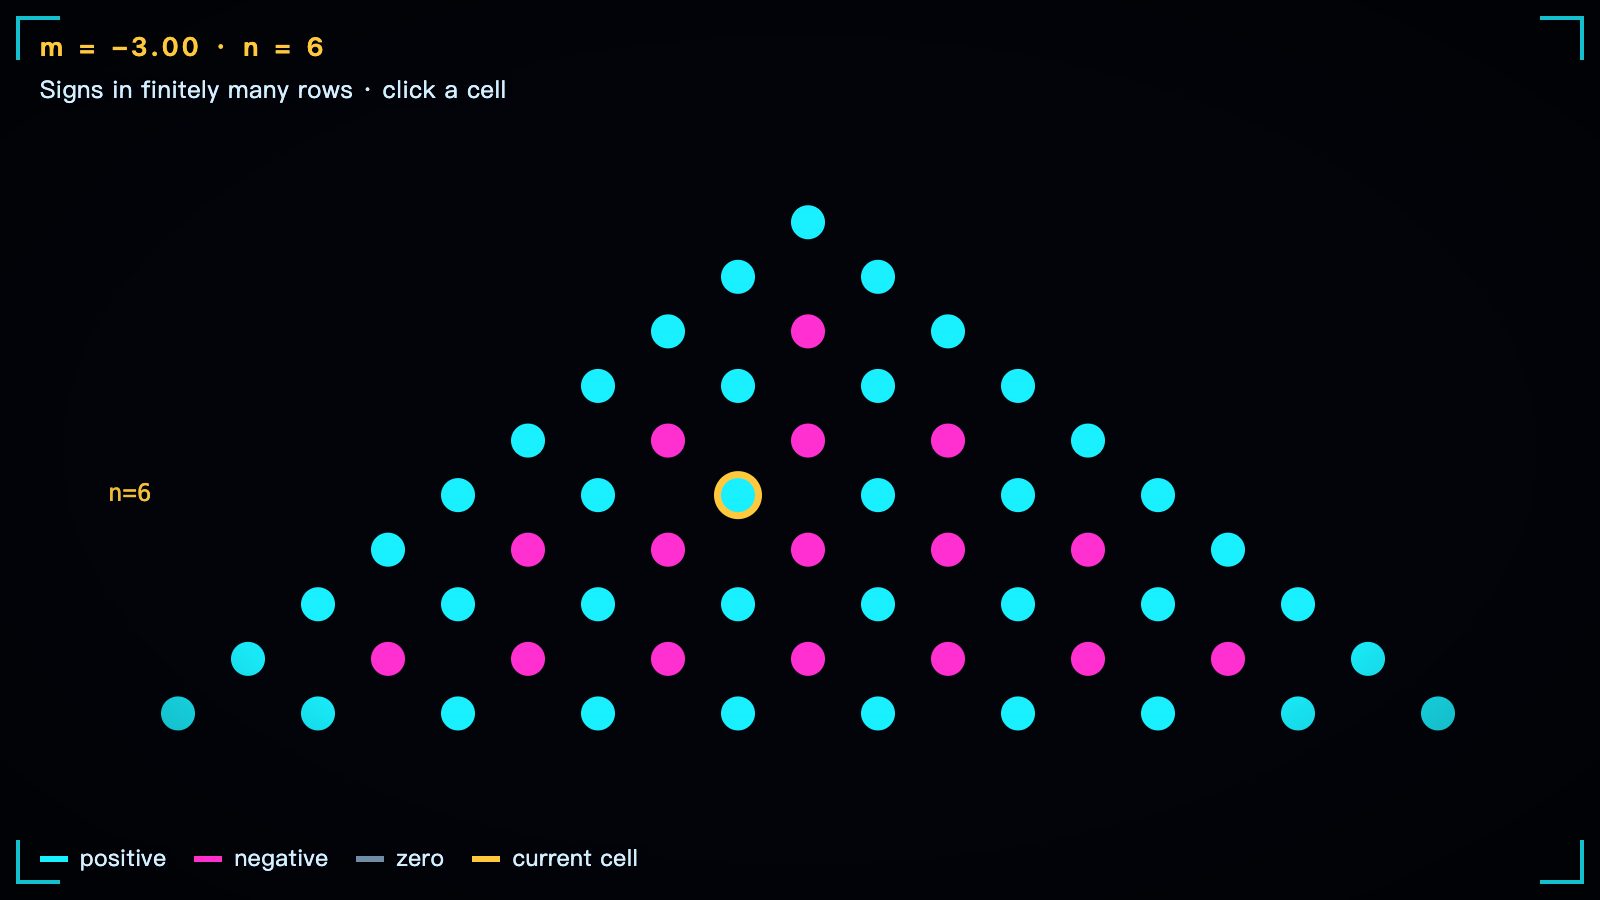 m = −3.00 · n = 6
Signs in finitely many rows · click a cell
n=6
positive negative zero current cell